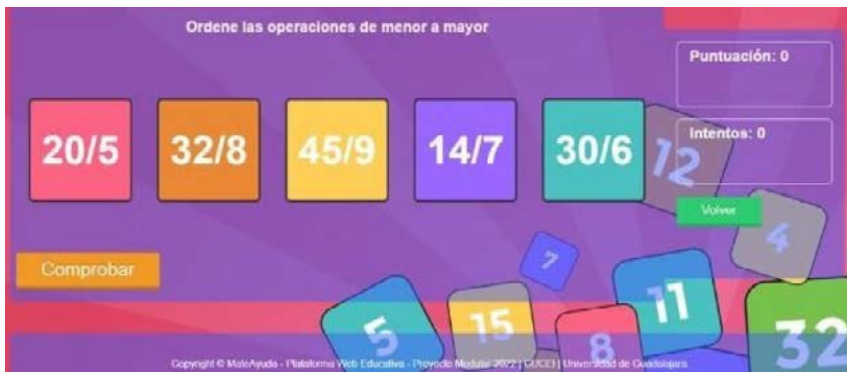 Ordene las operaciones de menor a mayor
Puntuación: 0
20/5 32/8 45/9 14/7 30/6
Intentos: 0
12
Volver
4
Comprobar
7
5 15 8 11 32
Copyright © MateAyuda - Plataforma Web Educativa - Proyecto Modular 2022 | CUCEI | Universidad de Guadalajara